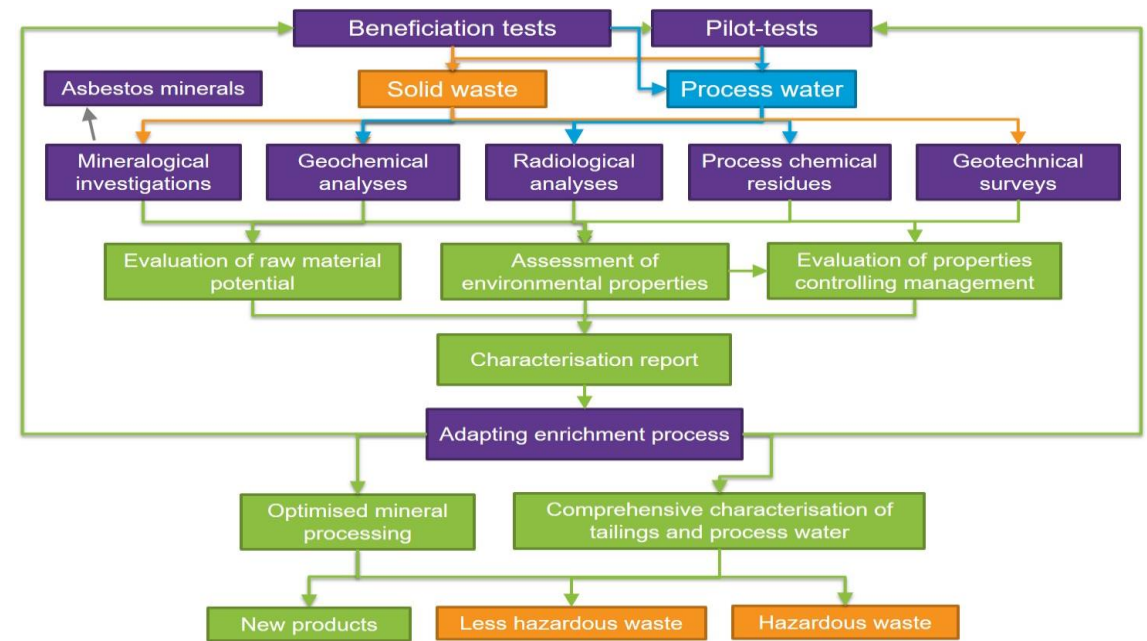 Beneficiation tests
Pilot-tests
Asbestos minerals
Solid waste
Process water
Mineralogical
investigations
Geochemical
analyses
Radiological
analyses
Process chemical
residues
Geotechnical
surveys
Evaluation of raw material
potential
Assessment of
environmental properties
Evaluation of properties
controlling management
Characterisation report
Adapting enrichment process
Optimised mineral
processing
Comprehensive characterisation of
tailings and process water
New products
Less hazardous waste
Hazardous waste